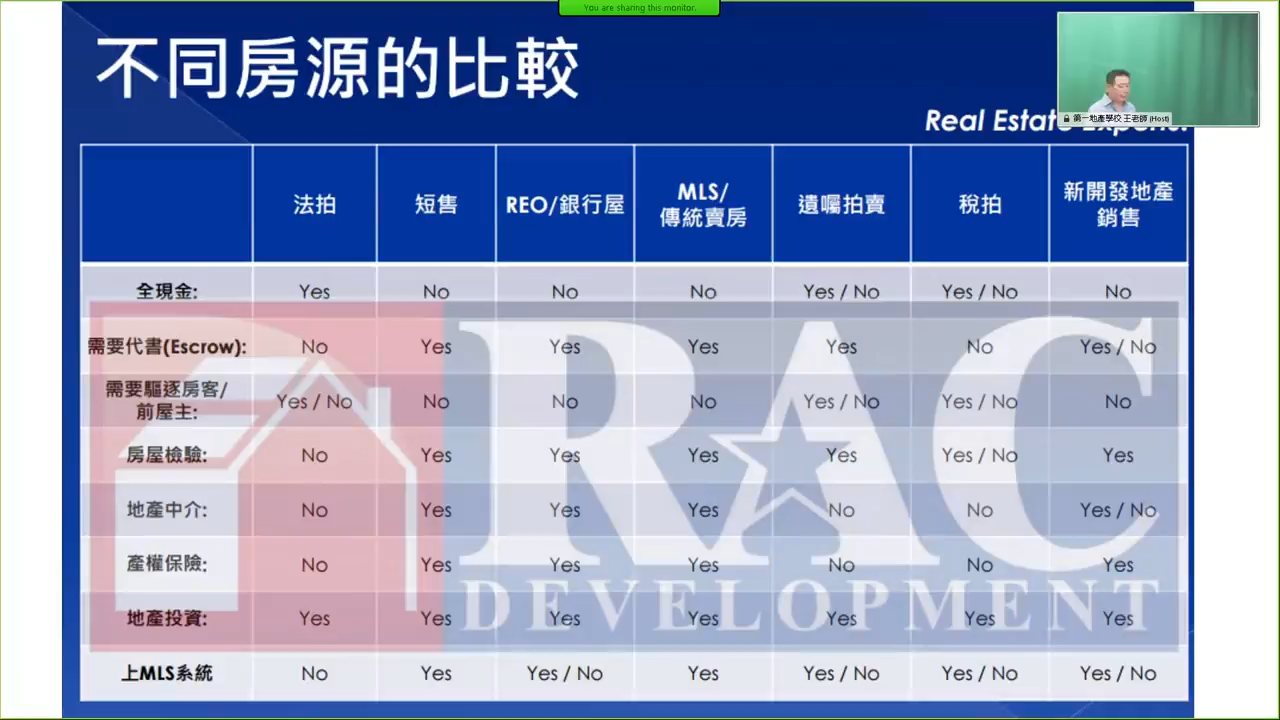 You are sharing this monitor.
不同房源的比較
第一地產學校 王老師 (Host)
Real Estate Experts.
法拍 短售 REO/銀行屋 MLS/ 遺囑拍賣 稅拍 新開發地產
傳統賣房 銷售
全現金: Yes No No No Yes / No Yes / No No
需要代書(Escrow): No Yes Yes Yes Yes No Yes / No
需要驅逐房客/
前屋主: Yes / No No No No Yes / No Yes / No No
房屋檢驗: No Yes Yes Yes Yes Yes / No Yes
地產中介: No Yes Yes Yes No No Yes / No
產權保險: No Yes Yes Yes No No Yes
地產投資: Yes Yes Yes Yes Yes Yes Yes
上MLS系統 No Yes Yes / No Yes Yes / No Yes / No Yes / No
RAC
DEVELOPMENT